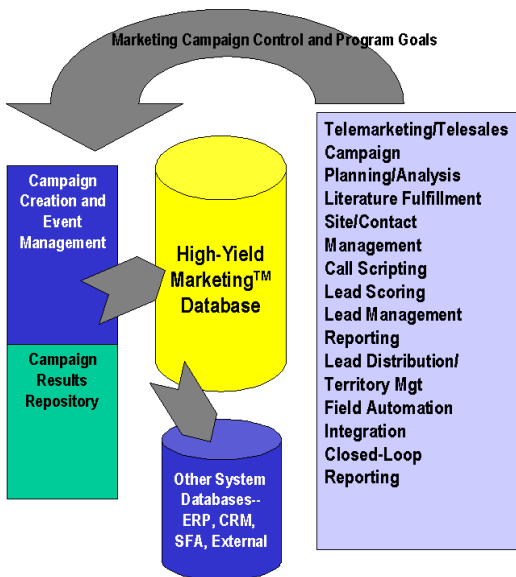 Marketing Campaign Control and Program Goals
Campaign
Creation and
Event
Management
Campaign
Results
Repository
High-Yield
Marketing™
Database
Other System
Databases--
ERP, CRM,
SFA, External
Telemarketing/Telesales
Campaign
Planning/Analysis
Literature Fulfillment
Site/Contact
Management
Call Scripting
Lead Scoring
Lead Management
Reporting
Lead Distribution/
Territory Mgt
Field Automation
Integration
Closed-Loop
Reporting